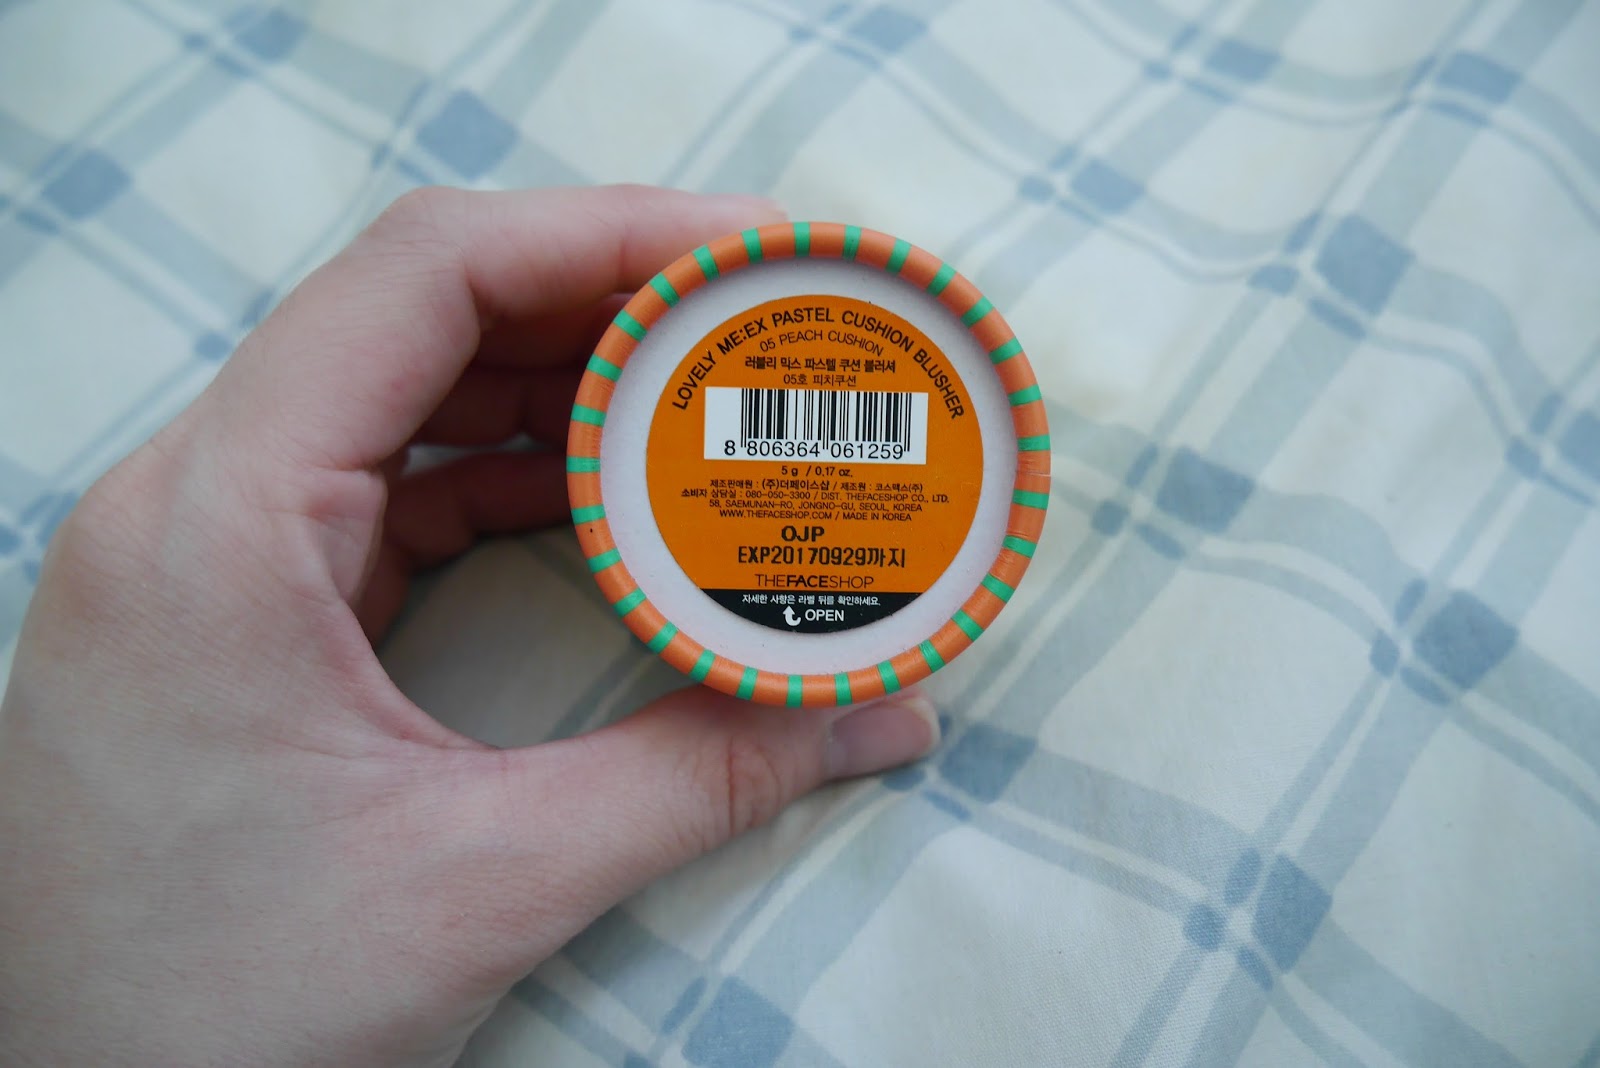 LOVELY ME:EX PASTEL CUSHION BLUSHER
05 PEACH CUSHION
러블리 믹스 파스텔 쿠션 블러셔
05호 피치쿠션
8 806364 061259
5 g / 0.17 oz.
제조판매원 : (주)더페이스샵 / 제조원 : 코스맥스(주)
소비자 상담실 : 080-050-3300 / DIST. THEFACESHOP CO., LTD.
58, SAEMUNAN-RO, JONGNO-GU, SEOUL, KOREA
WWW.THEFACESHOP.COM / MADE IN KOREA
OJP
EXP20170929까지
THEFACESHOP
자세한 사항은 라벨 뒤를 확인하세요.
OPEN